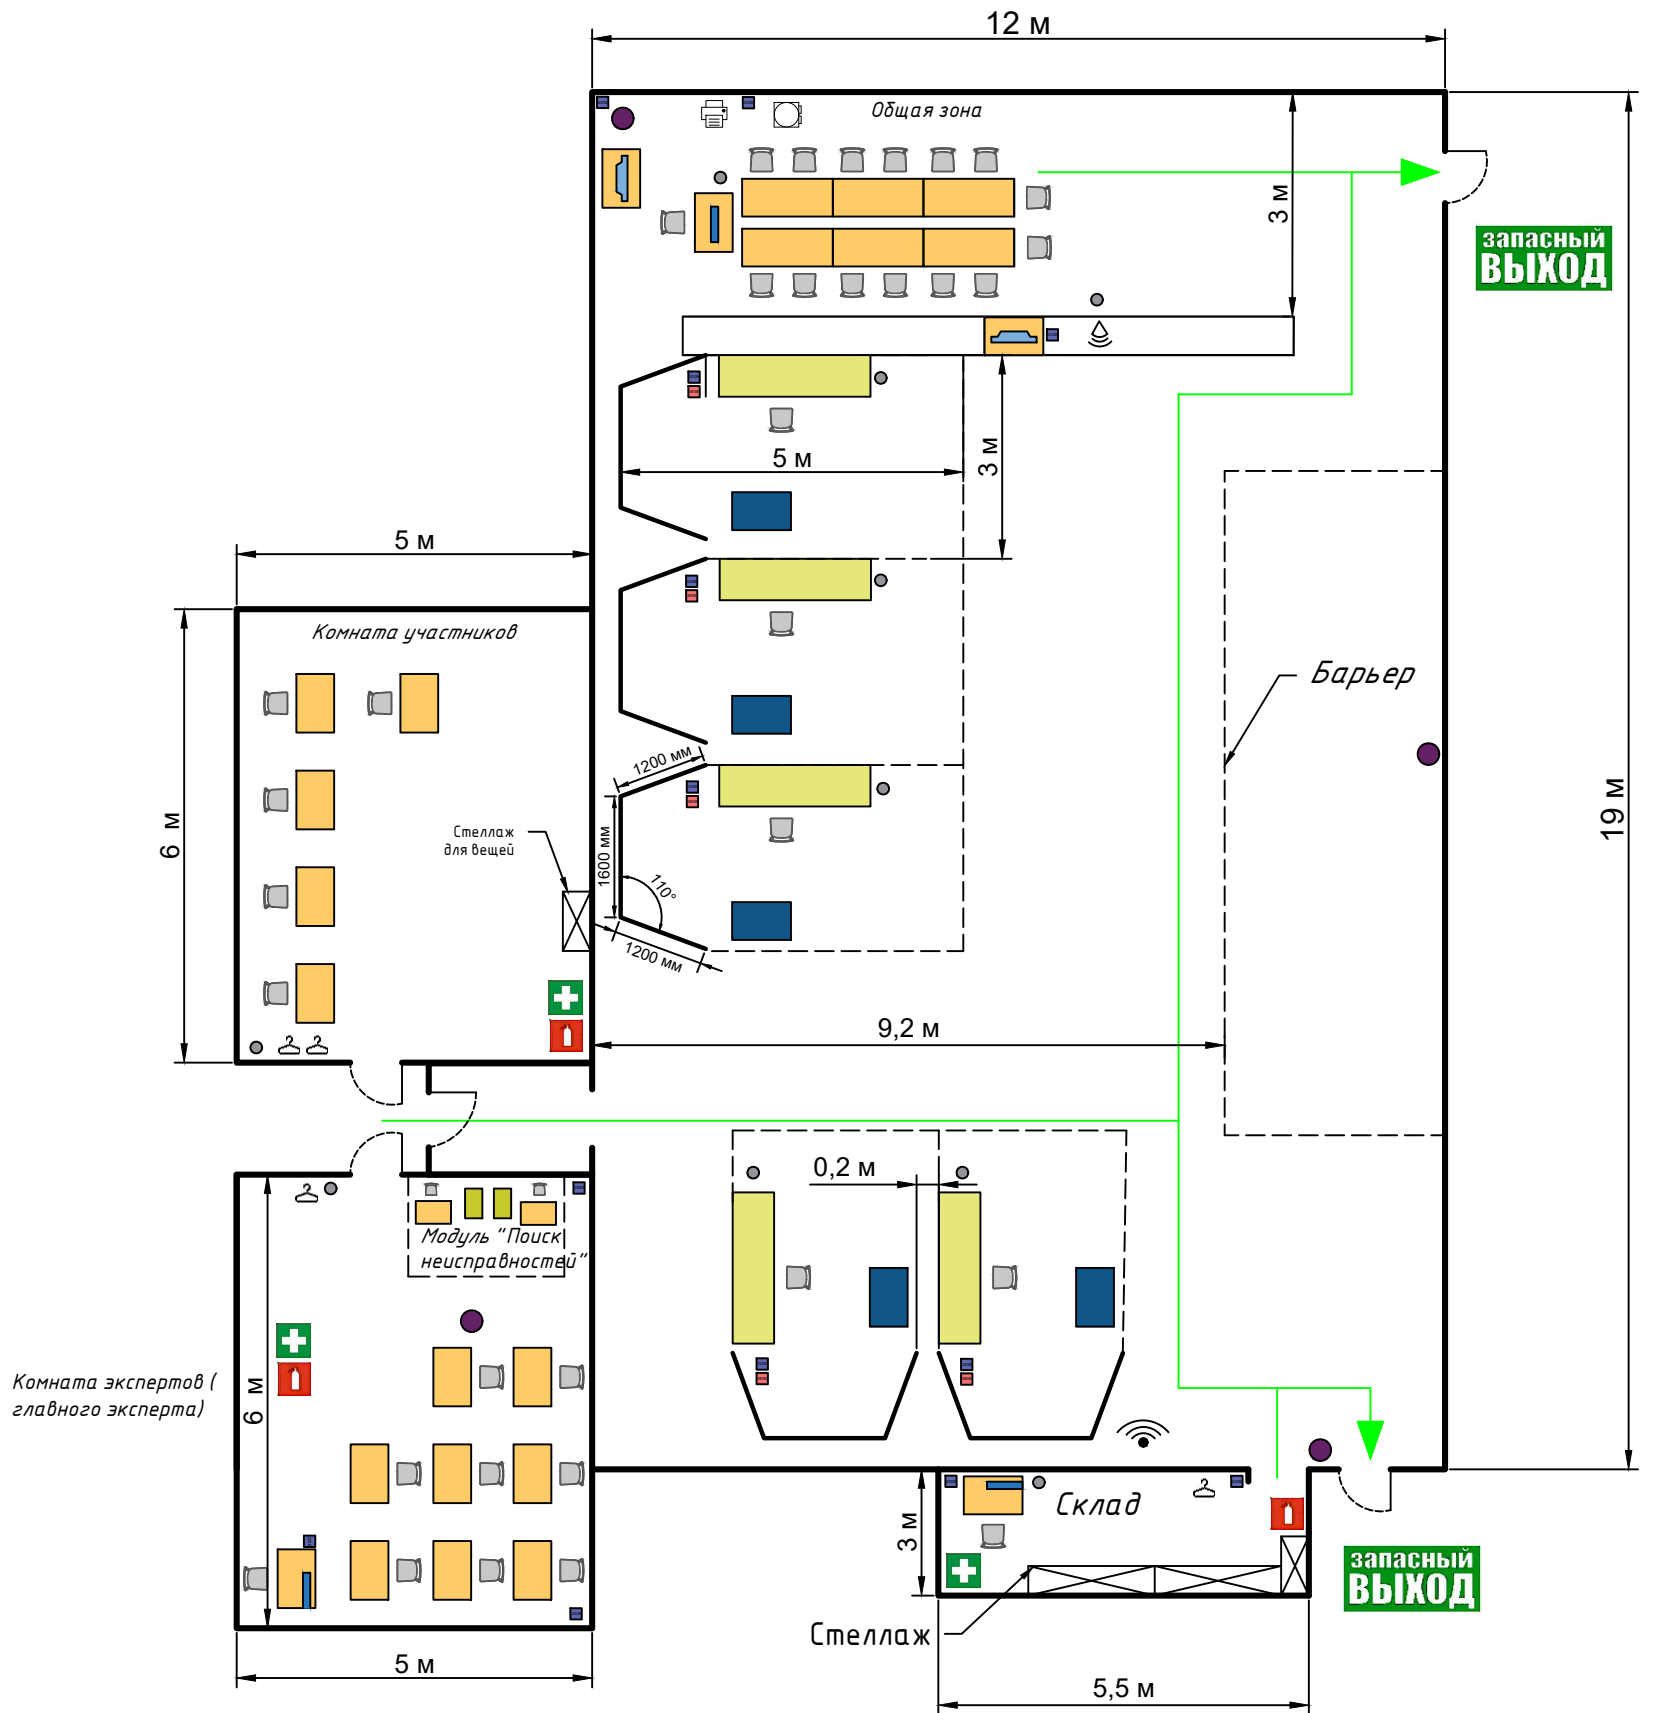 12 м
Общая зона
3 м
запасный
ВЫХОД
5 м
3 м
5 м
Комната участников
Барьер
1200 мм
19 м
6 м
Стеллаж
для вещей
1600 мм
110°
1200 мм
9,2 м
0,2 м
Модуль "Поиск
неисправностей"
Комната экспертов (
главного эксперта)
6 м
Склад
3 м
запасный
ВЫХОД
Стеллаж
5 м
5,5 м